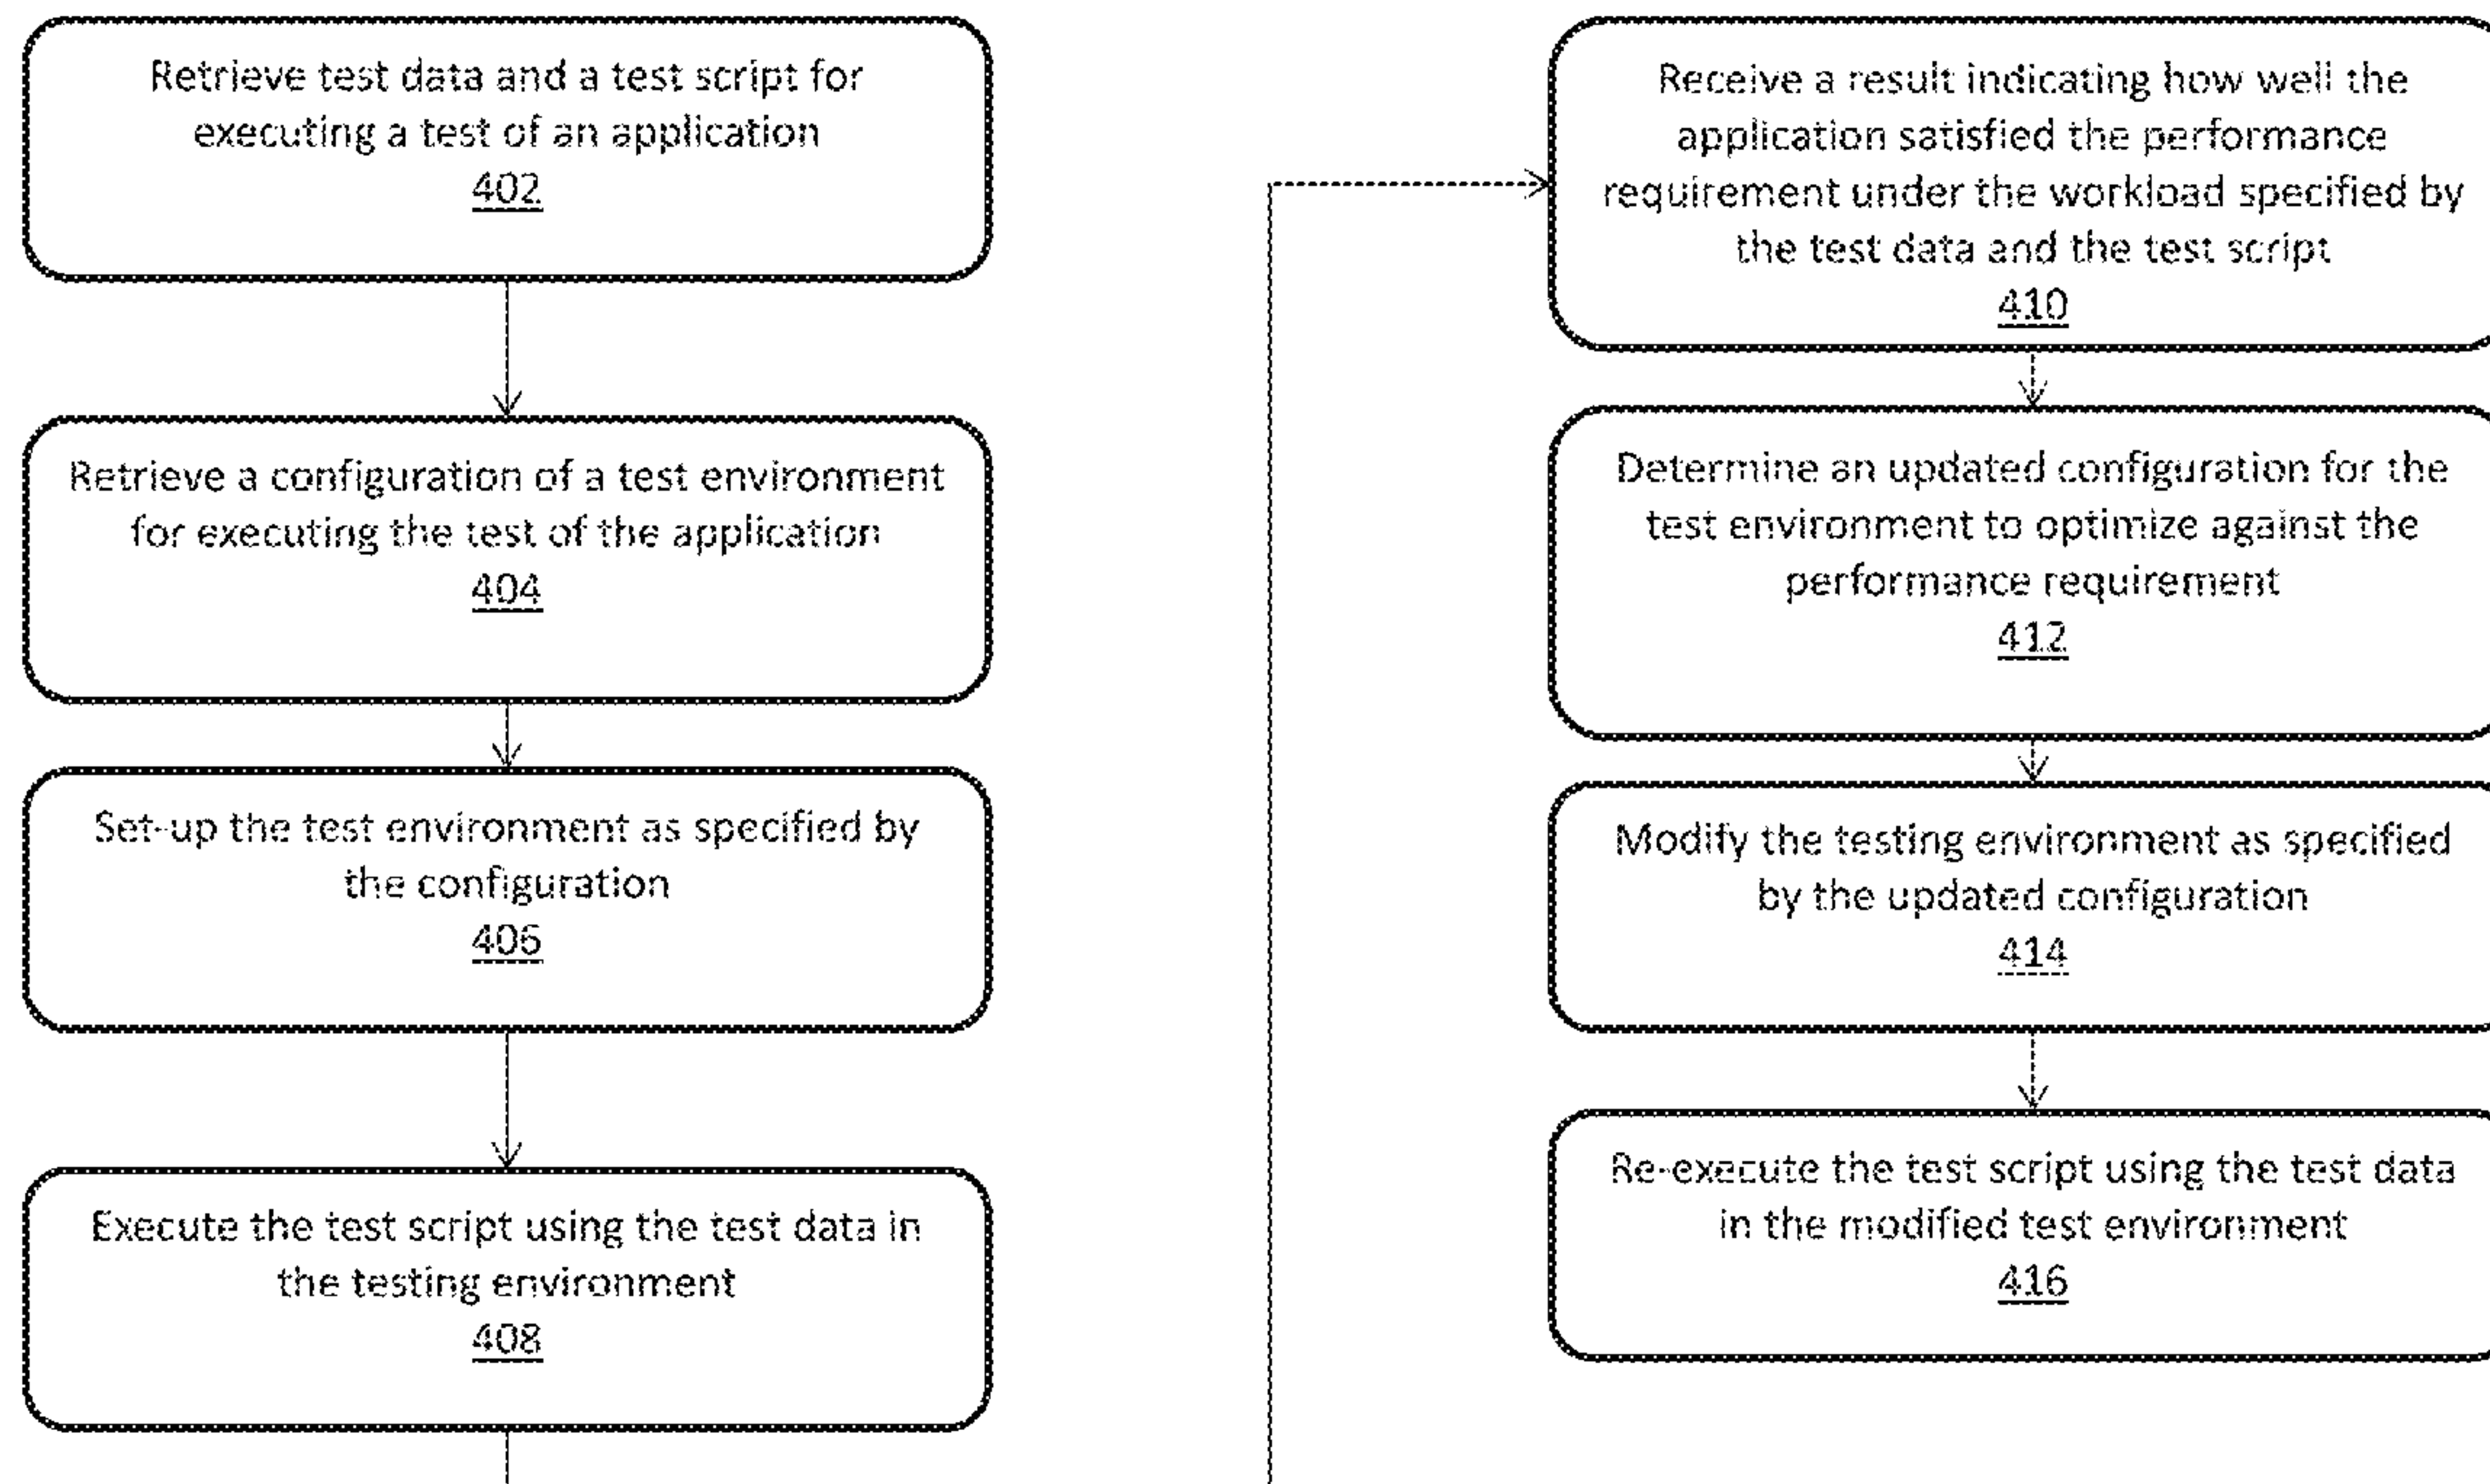 Retrieve test data and a test script for
executing a test of an application
402
Retrieve a configuration of a test environment
for executing the test of the application
404
Set-up the test environment as specified by
the configuration
406
Execute the test script using the test data in
the testing environment
408
Receive a result indicating how well the
application satisfied the performance
requirement under the workload specified by
the test data and the test script
410
Determine an updated configuration for the
test environment to optimize against the
performance requirement
412
Modify the testing environment as specified
by the updated configuration
414
Re-execute the test script using the test data
in the modified test environment
416